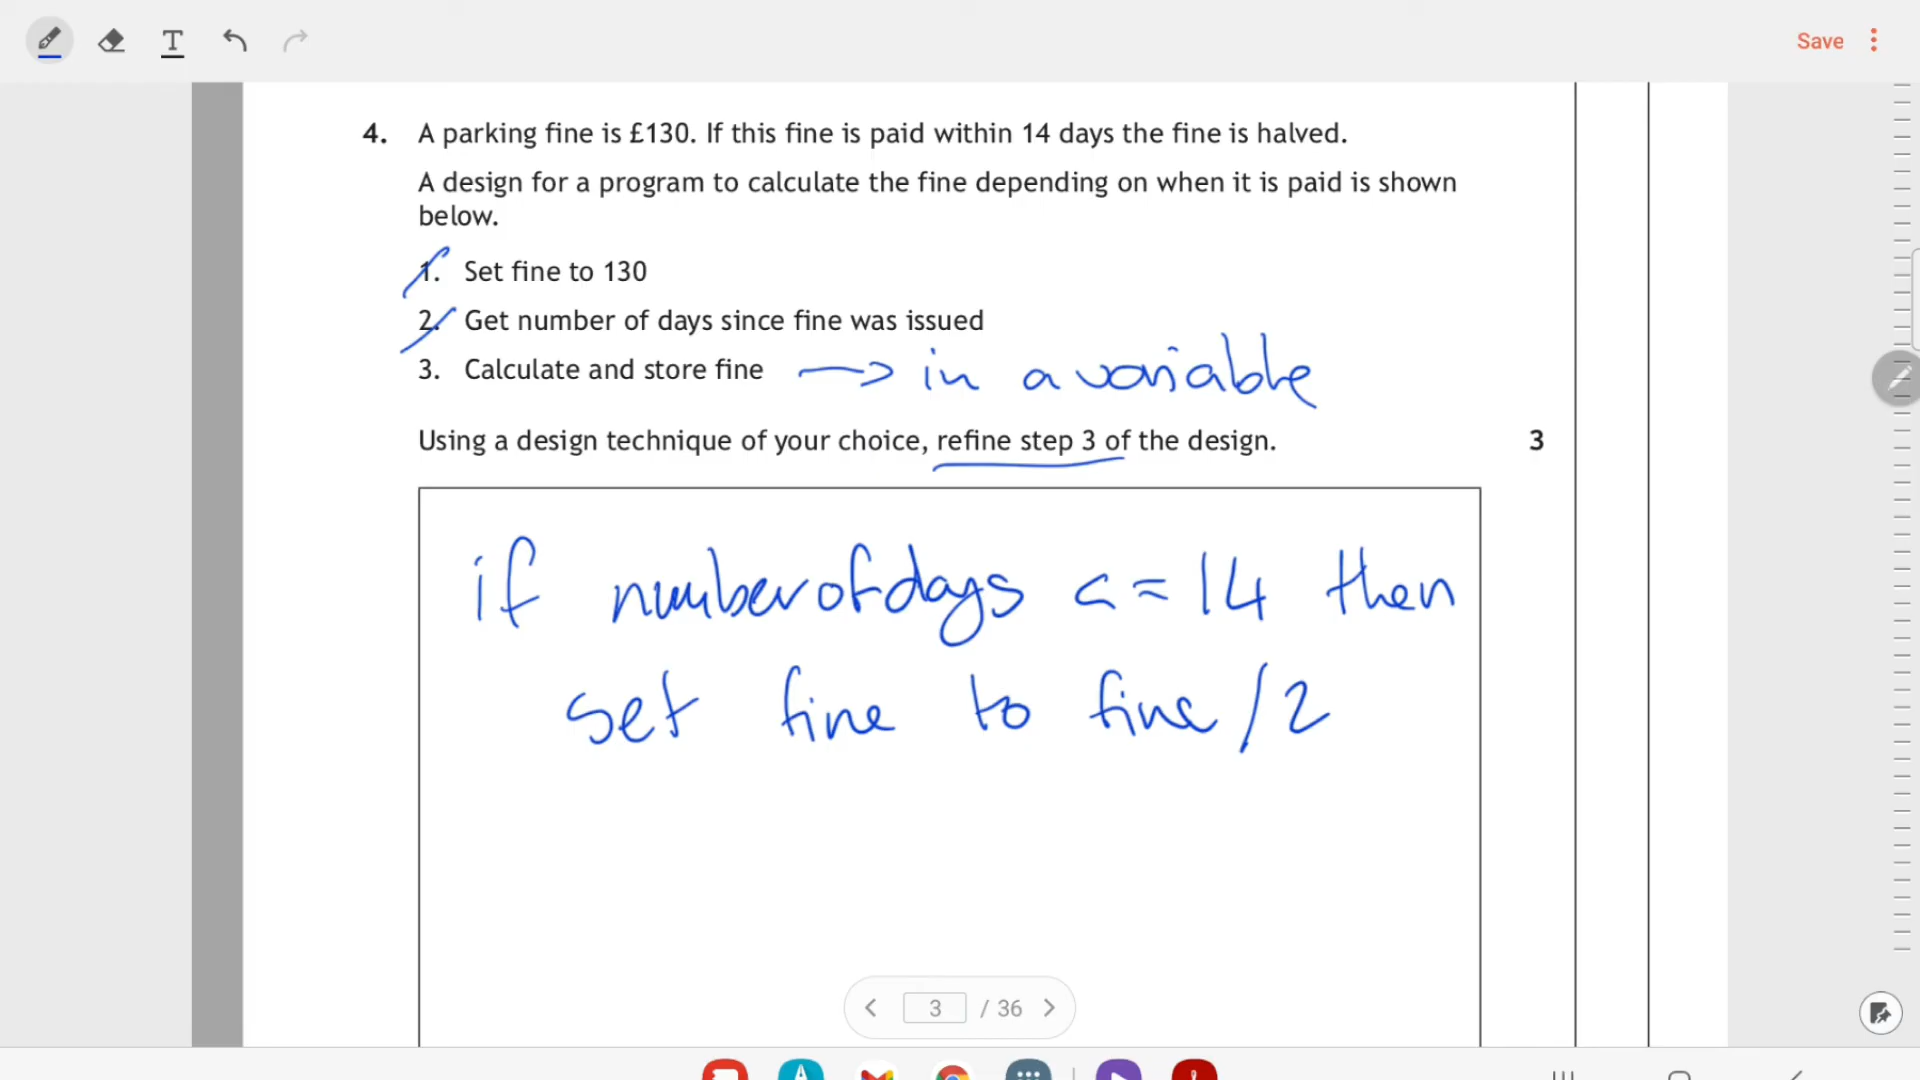 Save
4. A parking fine is £130. If this fine is paid within 14 days the fine is halved.
A design for a program to calculate the fine depending on when it is paid is shown
below.
1. Set fine to 130
2. Get number of days since fine was issued
3. Calculate and store fine → in a variable
Using a design technique of your choice, refine step 3 of the design. 3
if numberofdays <= 14 then
set fine to fine /2
3 / 36